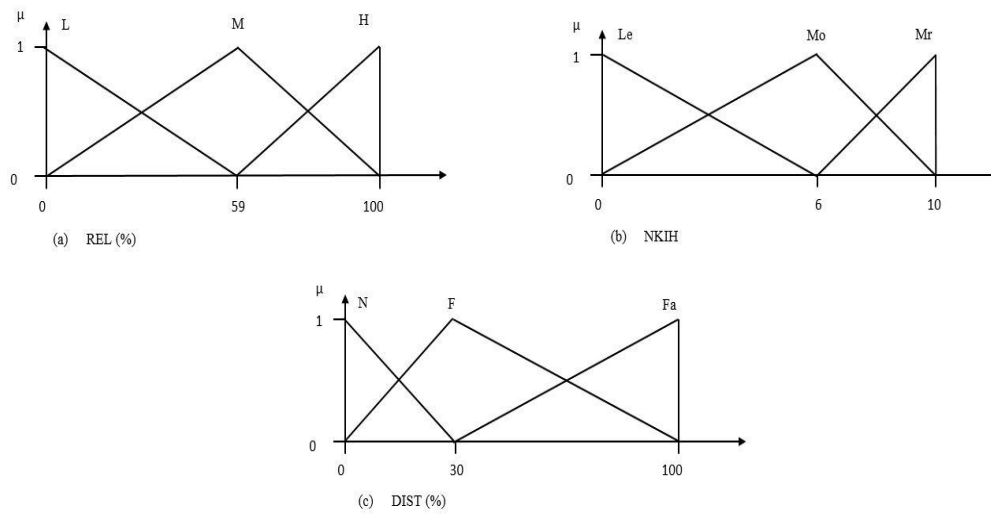 μ L M H
1
0
0 59 100
(a) REL (%)
μ Le Mo Mr
1
0
0 6 10
(b) NKIH
μ N F Fa
1
0
0 30 100
(c) DIST (%)